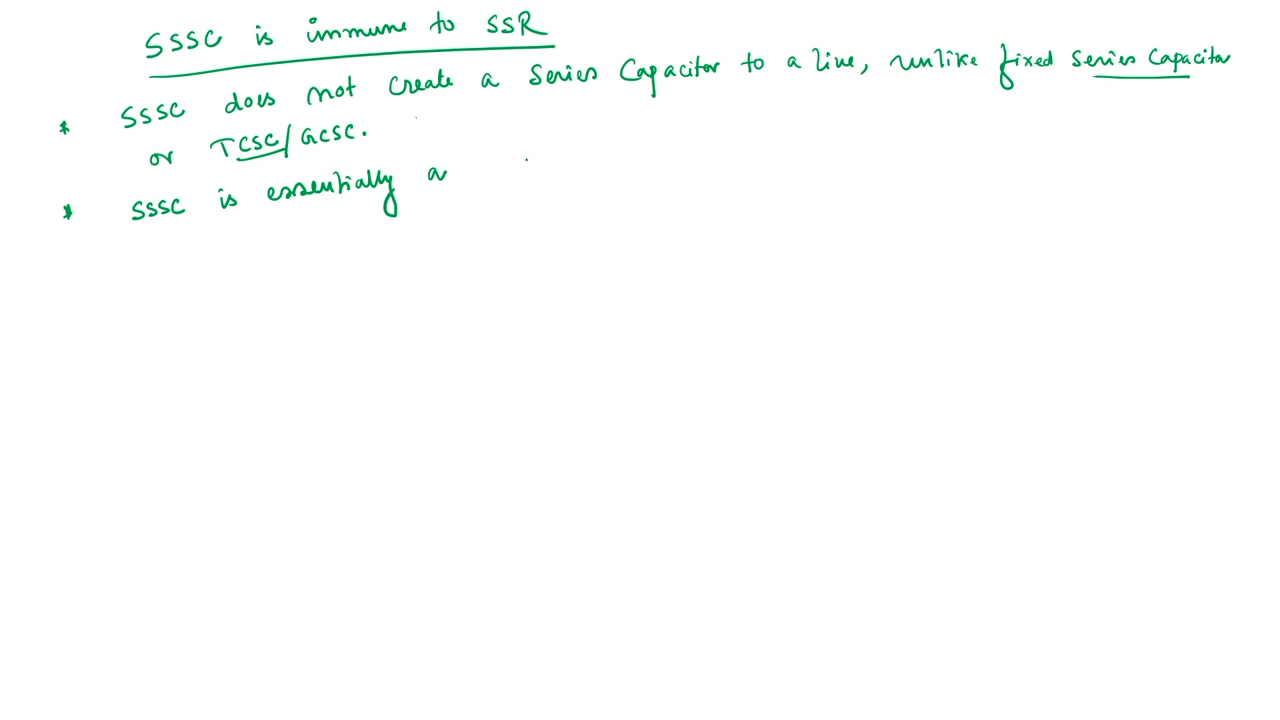 SSSC is immune to SSR
* SSSC does not create a series capacitor to a line, unlike fixed series capacitor
or TCSC/GCSC.
* SSSC is essentially a